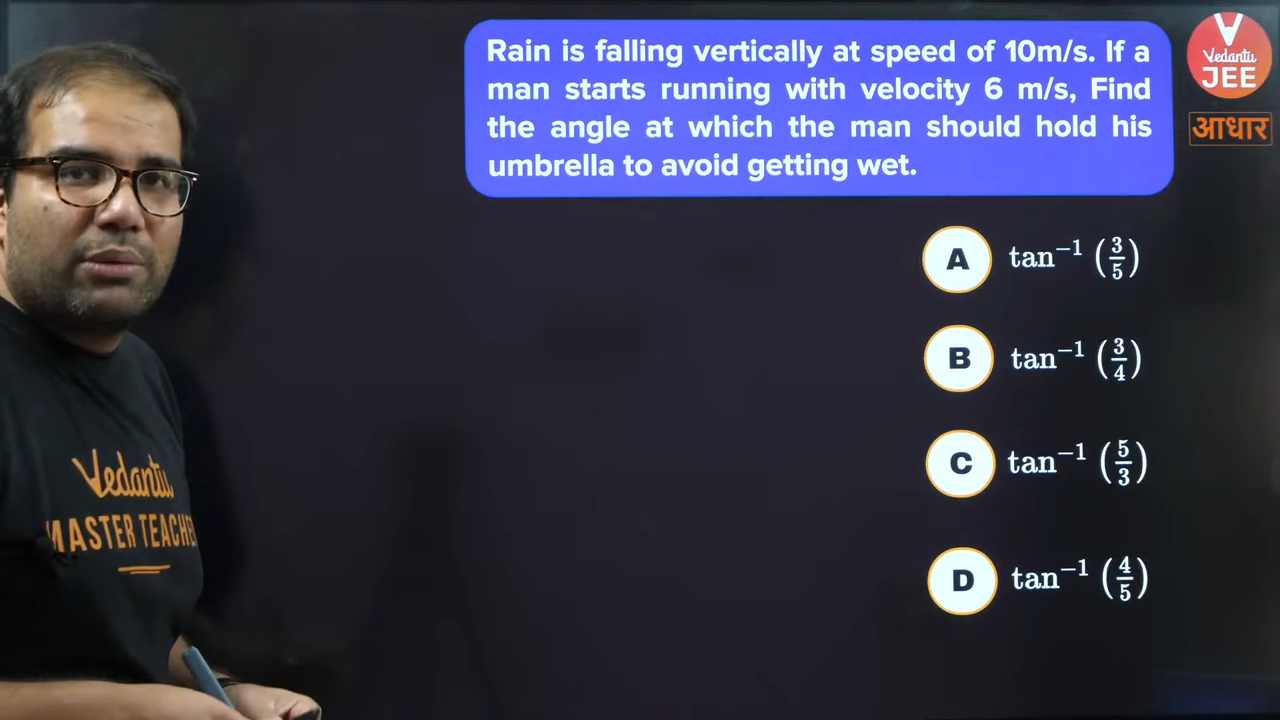 Rain is falling vertically at speed of 10m/s. If a
man starts running with velocity 6 m/s, Find
the angle at which the man should hold his
umbrella to avoid getting wet.
Vedantu
JEE
आधार
A tan⁻¹ (3/5)
B tan⁻¹ (3/4)
C tan⁻¹ (5/3)
D tan⁻¹ (4/5)
Vedantu
MASTER TEACHE